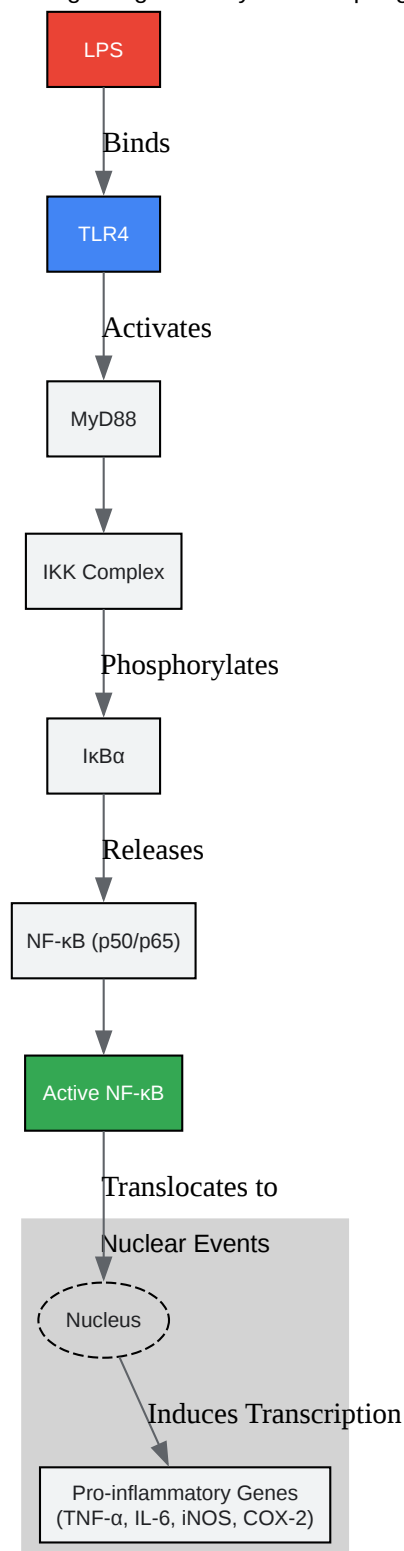 LPS
Binds
TLR4
Activates
MyD88
IKK Complex
Phosphorylates
IκBα
Releases
NF-κB (p50/p65)
Active NF-κB
Translocates to
Nuclear Events
Nucleus
Induces Transcription
Pro-inflammatory Genes
(TNF-α, IL-6, iNOS, COX-2)